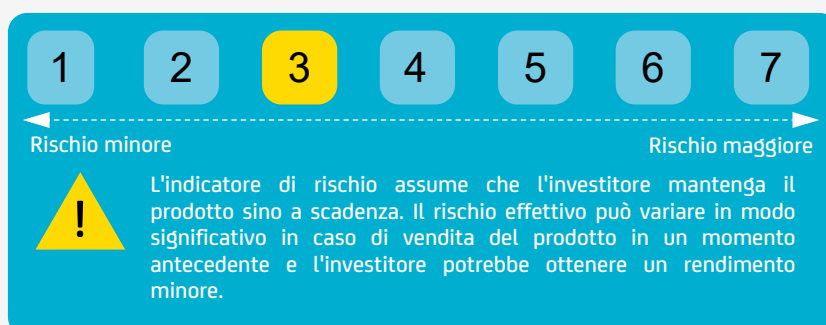 1 2 3 4 5 6 7
Rischio minore Rischio maggiore
!
L'indicatore di rischio assume che l'investitore mantenga il
prodotto sino a scadenza. Il rischio effettivo può variare in modo
significativo in caso di vendita del prodotto in un momento
antecedente e l'investitore potrebbe ottenere un rendimento
minore.